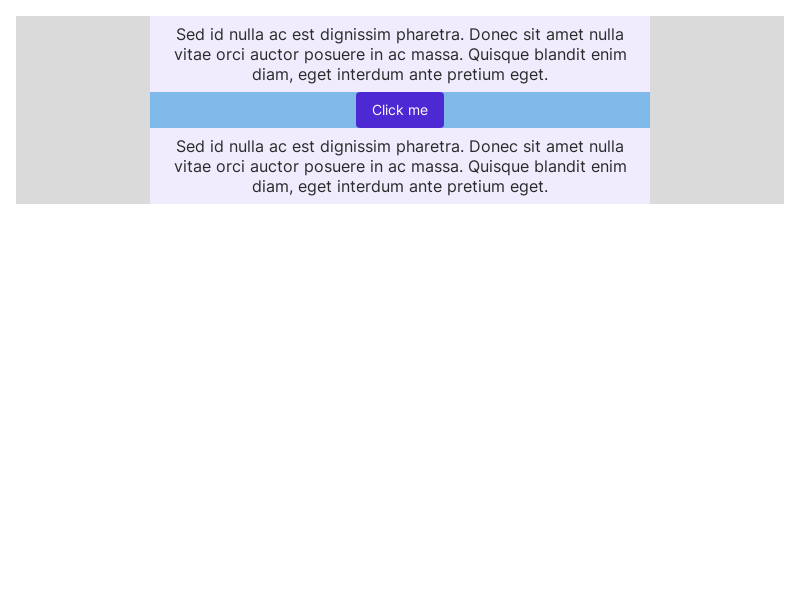 Sed id nulla ac est dignissim pharetra. Donec sit amet nulla
vitae orci auctor posuere in ac massa. Quisque blandit enim
diam, eget interdum ante pretium eget.
Click me
Sed id nulla ac est dignissim pharetra. Donec sit amet nulla
vitae orci auctor posuere in ac massa. Quisque blandit enim
diam, eget interdum ante pretium eget.